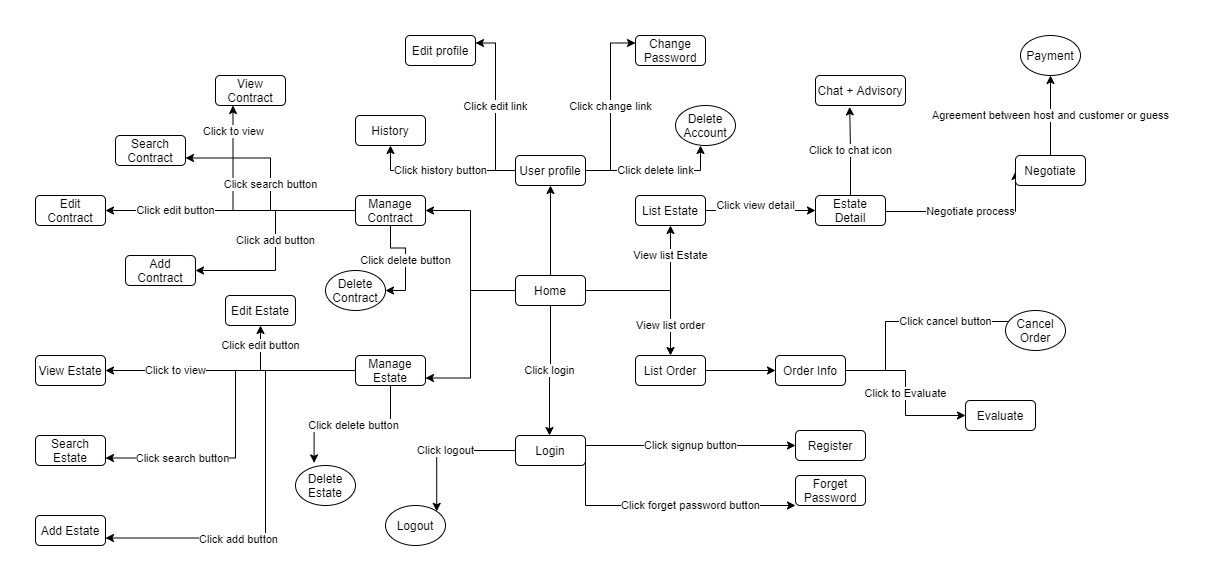 Edit profile
Change
Password
Payment
View
Contract
Chat + Advisory
Click edit link
Click change link
Agreement between host and customer or guess
Delete
Account
History
Click to view
Search
Contract
Click to chat icon
Click history button
User profile
Click delete link
Negotiate
Click search button
Edit
Contract
Click edit button
Manage
Contract
List Estate
Click view detail
Estate
Detail
Negotiate process
Click add button
View list Estate
Click delete button
Add
Contract
Delete
Contract
Home
Edit Estate
View list order
Click cancel button
Cancel
Order
Click edit button
View Estate
Click to view
Manage
Estate
Click login
List Order
Order Info
Click to Evaluate
Evaluate
Click delete button
Search
Estate
Click search button
Click logout
Login
Click signup button
Register
Delete
Estate
Forget
Password
Click forget password button
Logout
Add Estate
Click add button